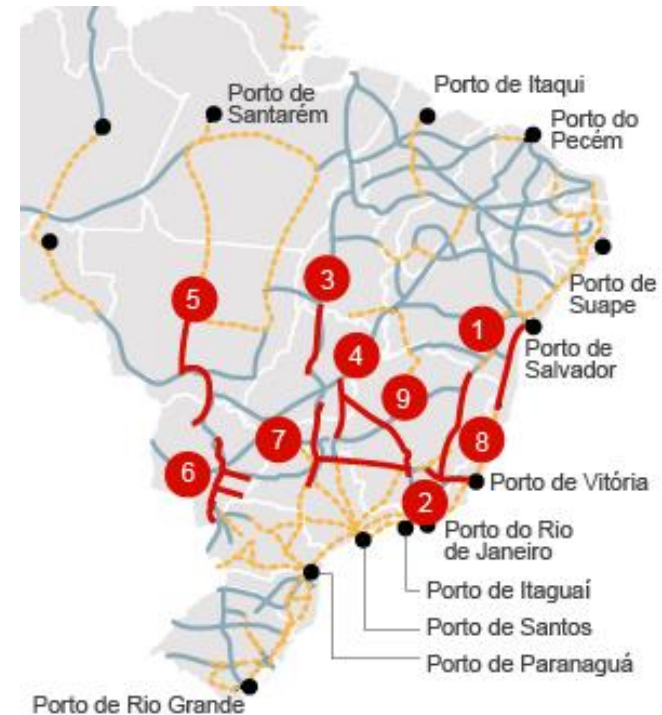 Porto de Itaqui
Porto de
Santarém
Porto do
Pecém
Porto de
Suape
5
3
1
Porto de
Salvador
4
9
7
8
6
Porto de Vitória
2
Porto do Rio
de Janeiro
Porto de Itaguaí
Porto de Santos
Porto de Paranaguá
Porto de Rio Grande